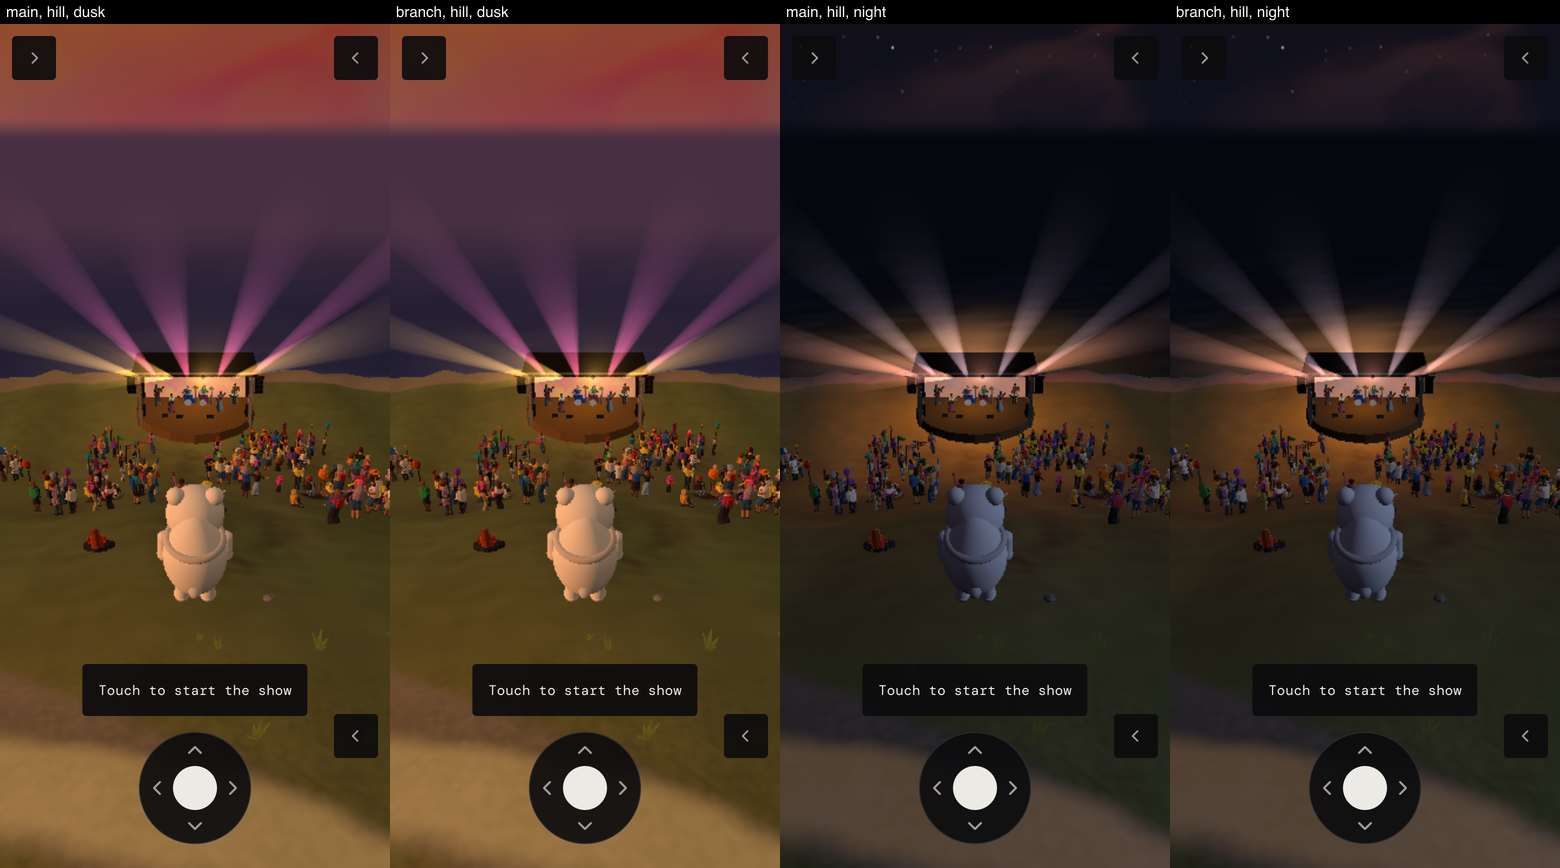 main, hill, dusk
branch, hill, dusk
main, hill, night
branch, hill, night
Touch to start the show
Touch to start the show
Touch to start the show
Touch to start the show